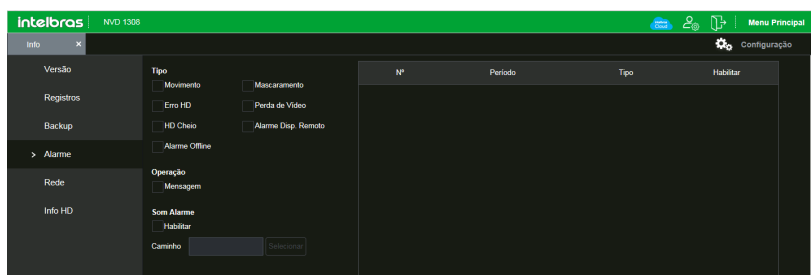 intelbras NVD 1308 Menu Principal
Info × Configuração
Versão
Registros
Backup
> Alarme
Rede
Info HD
Tipo
Movimento Mascaramento
Erro HD Perda de Vídeo
HD Cheio Alarme Disp. Remoto
Alarme Offline
Operação
Mensagem
Som Alarme
Habilitar
Caminho Selecionar
Nº Período Tipo Habilitar